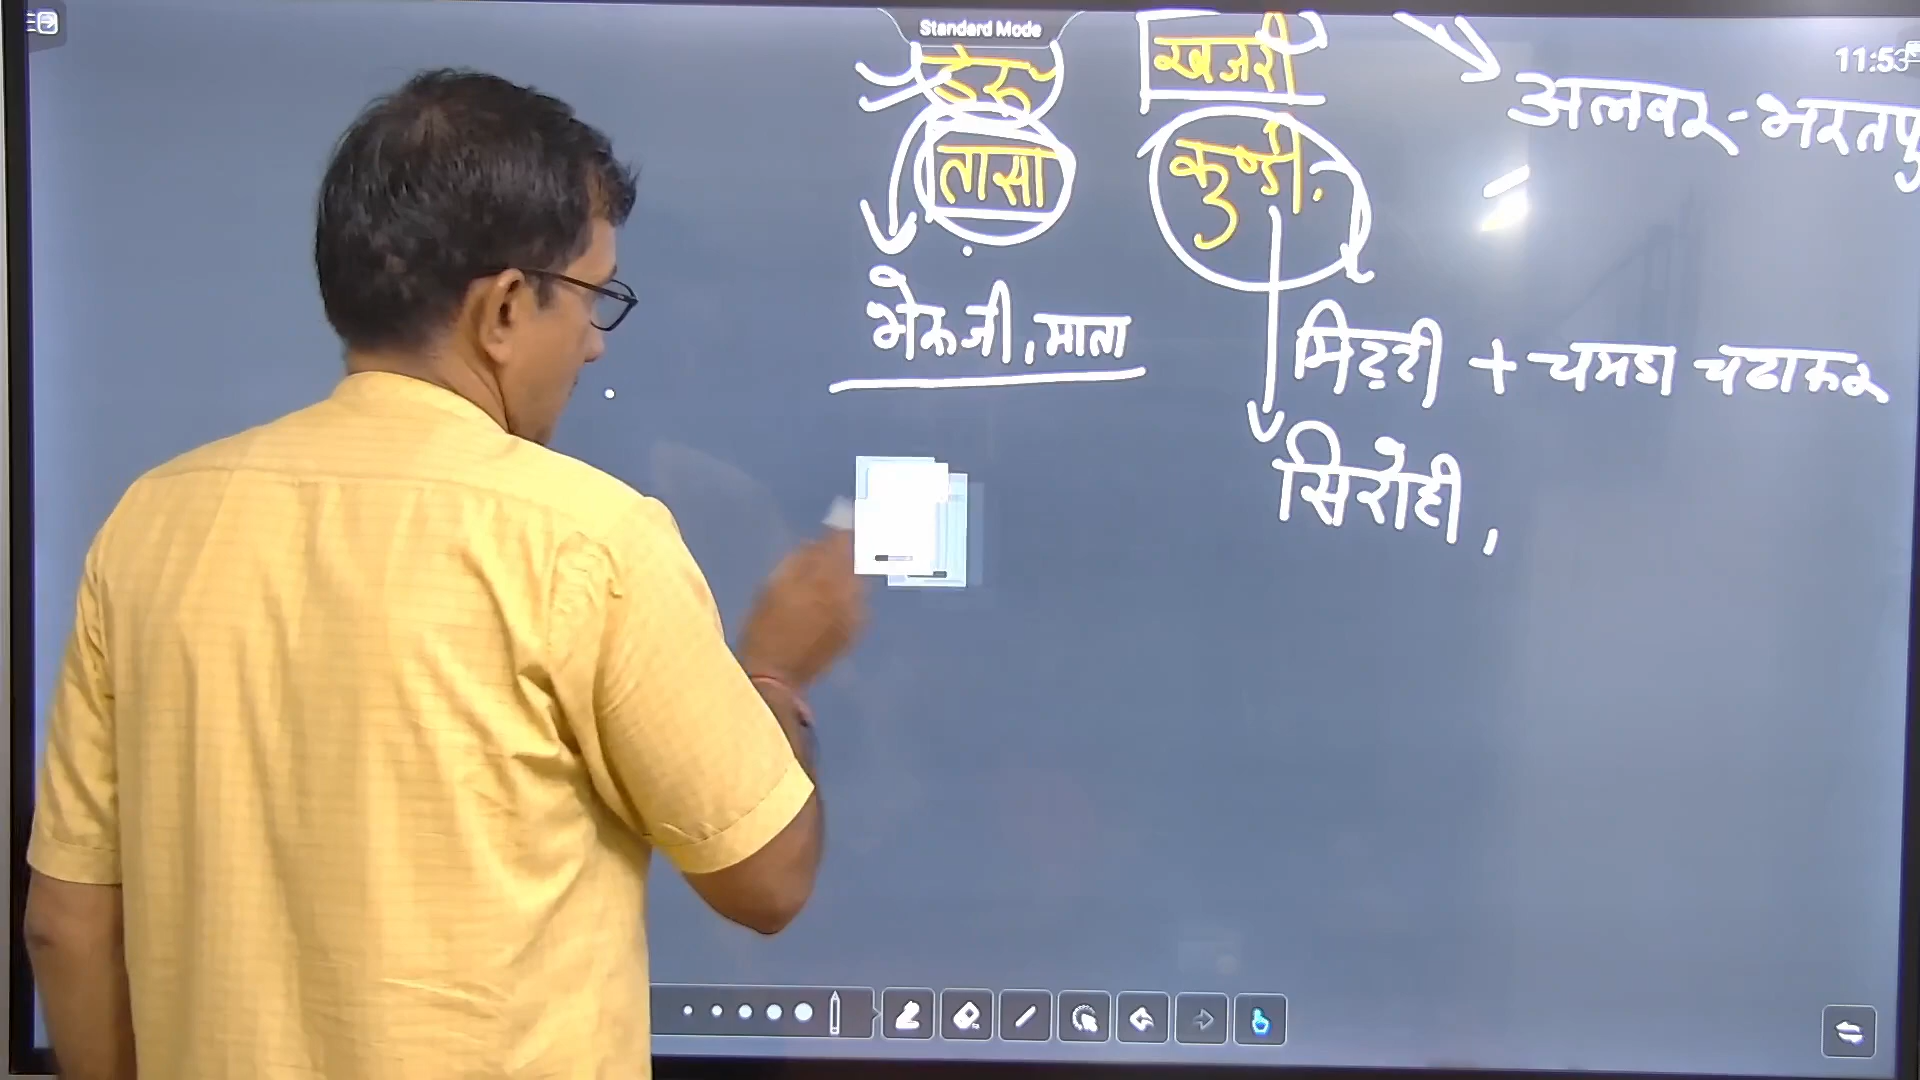 Standard Mode
11:53
डेरू
खजरी
अलवर-भरतपु
तासा
कुण्डी.
भेरूजी, माता
मिट्टी + चमडा चढाकर
सिरोही,